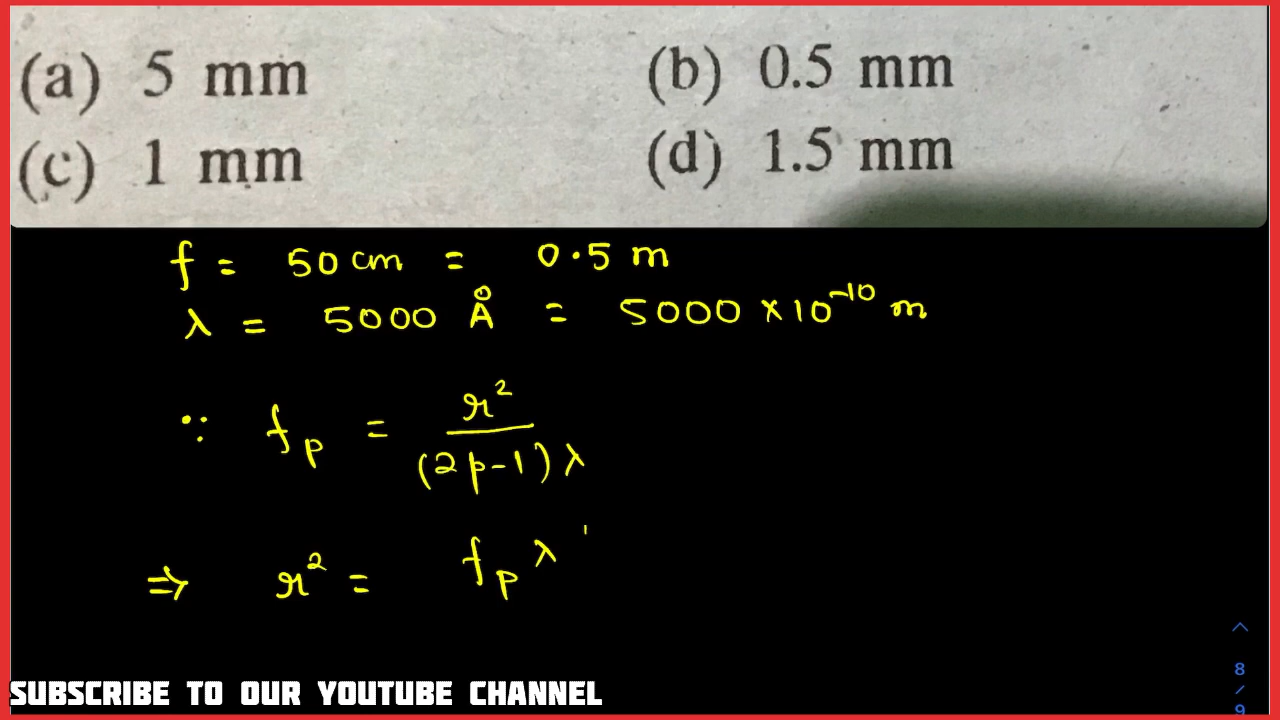 (a) 5 mm (b) 0.5 mm
(c) 1 mm (d) 1.5 mm
f = 50 cm = 0.5 m
λ = 5000 Å = 5000 × 10⁻¹⁰ m
∵ fₚ = r² / (2p-1) λ
⇒ r² = fₚ λ
8
/
9
SUBSCRIBE TO OUR YOUTUBE CHANNEL